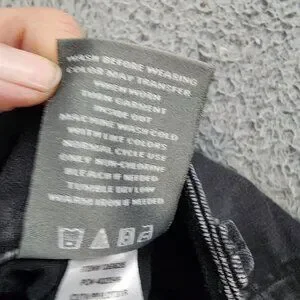 WASH BEFORE WEARING
COLOR MAY TRANSFER
WHEN WORN
TURN GARMENT
INSIDE OUT
MACHINE WASH COLD
WITH LIKE COLORS
NORMAL CYCLE USE
ONLY NON-CHLORINE
BLEACH IF NEEDED
TUMBLE DRY LOW
WARM IRON IF NEEDED